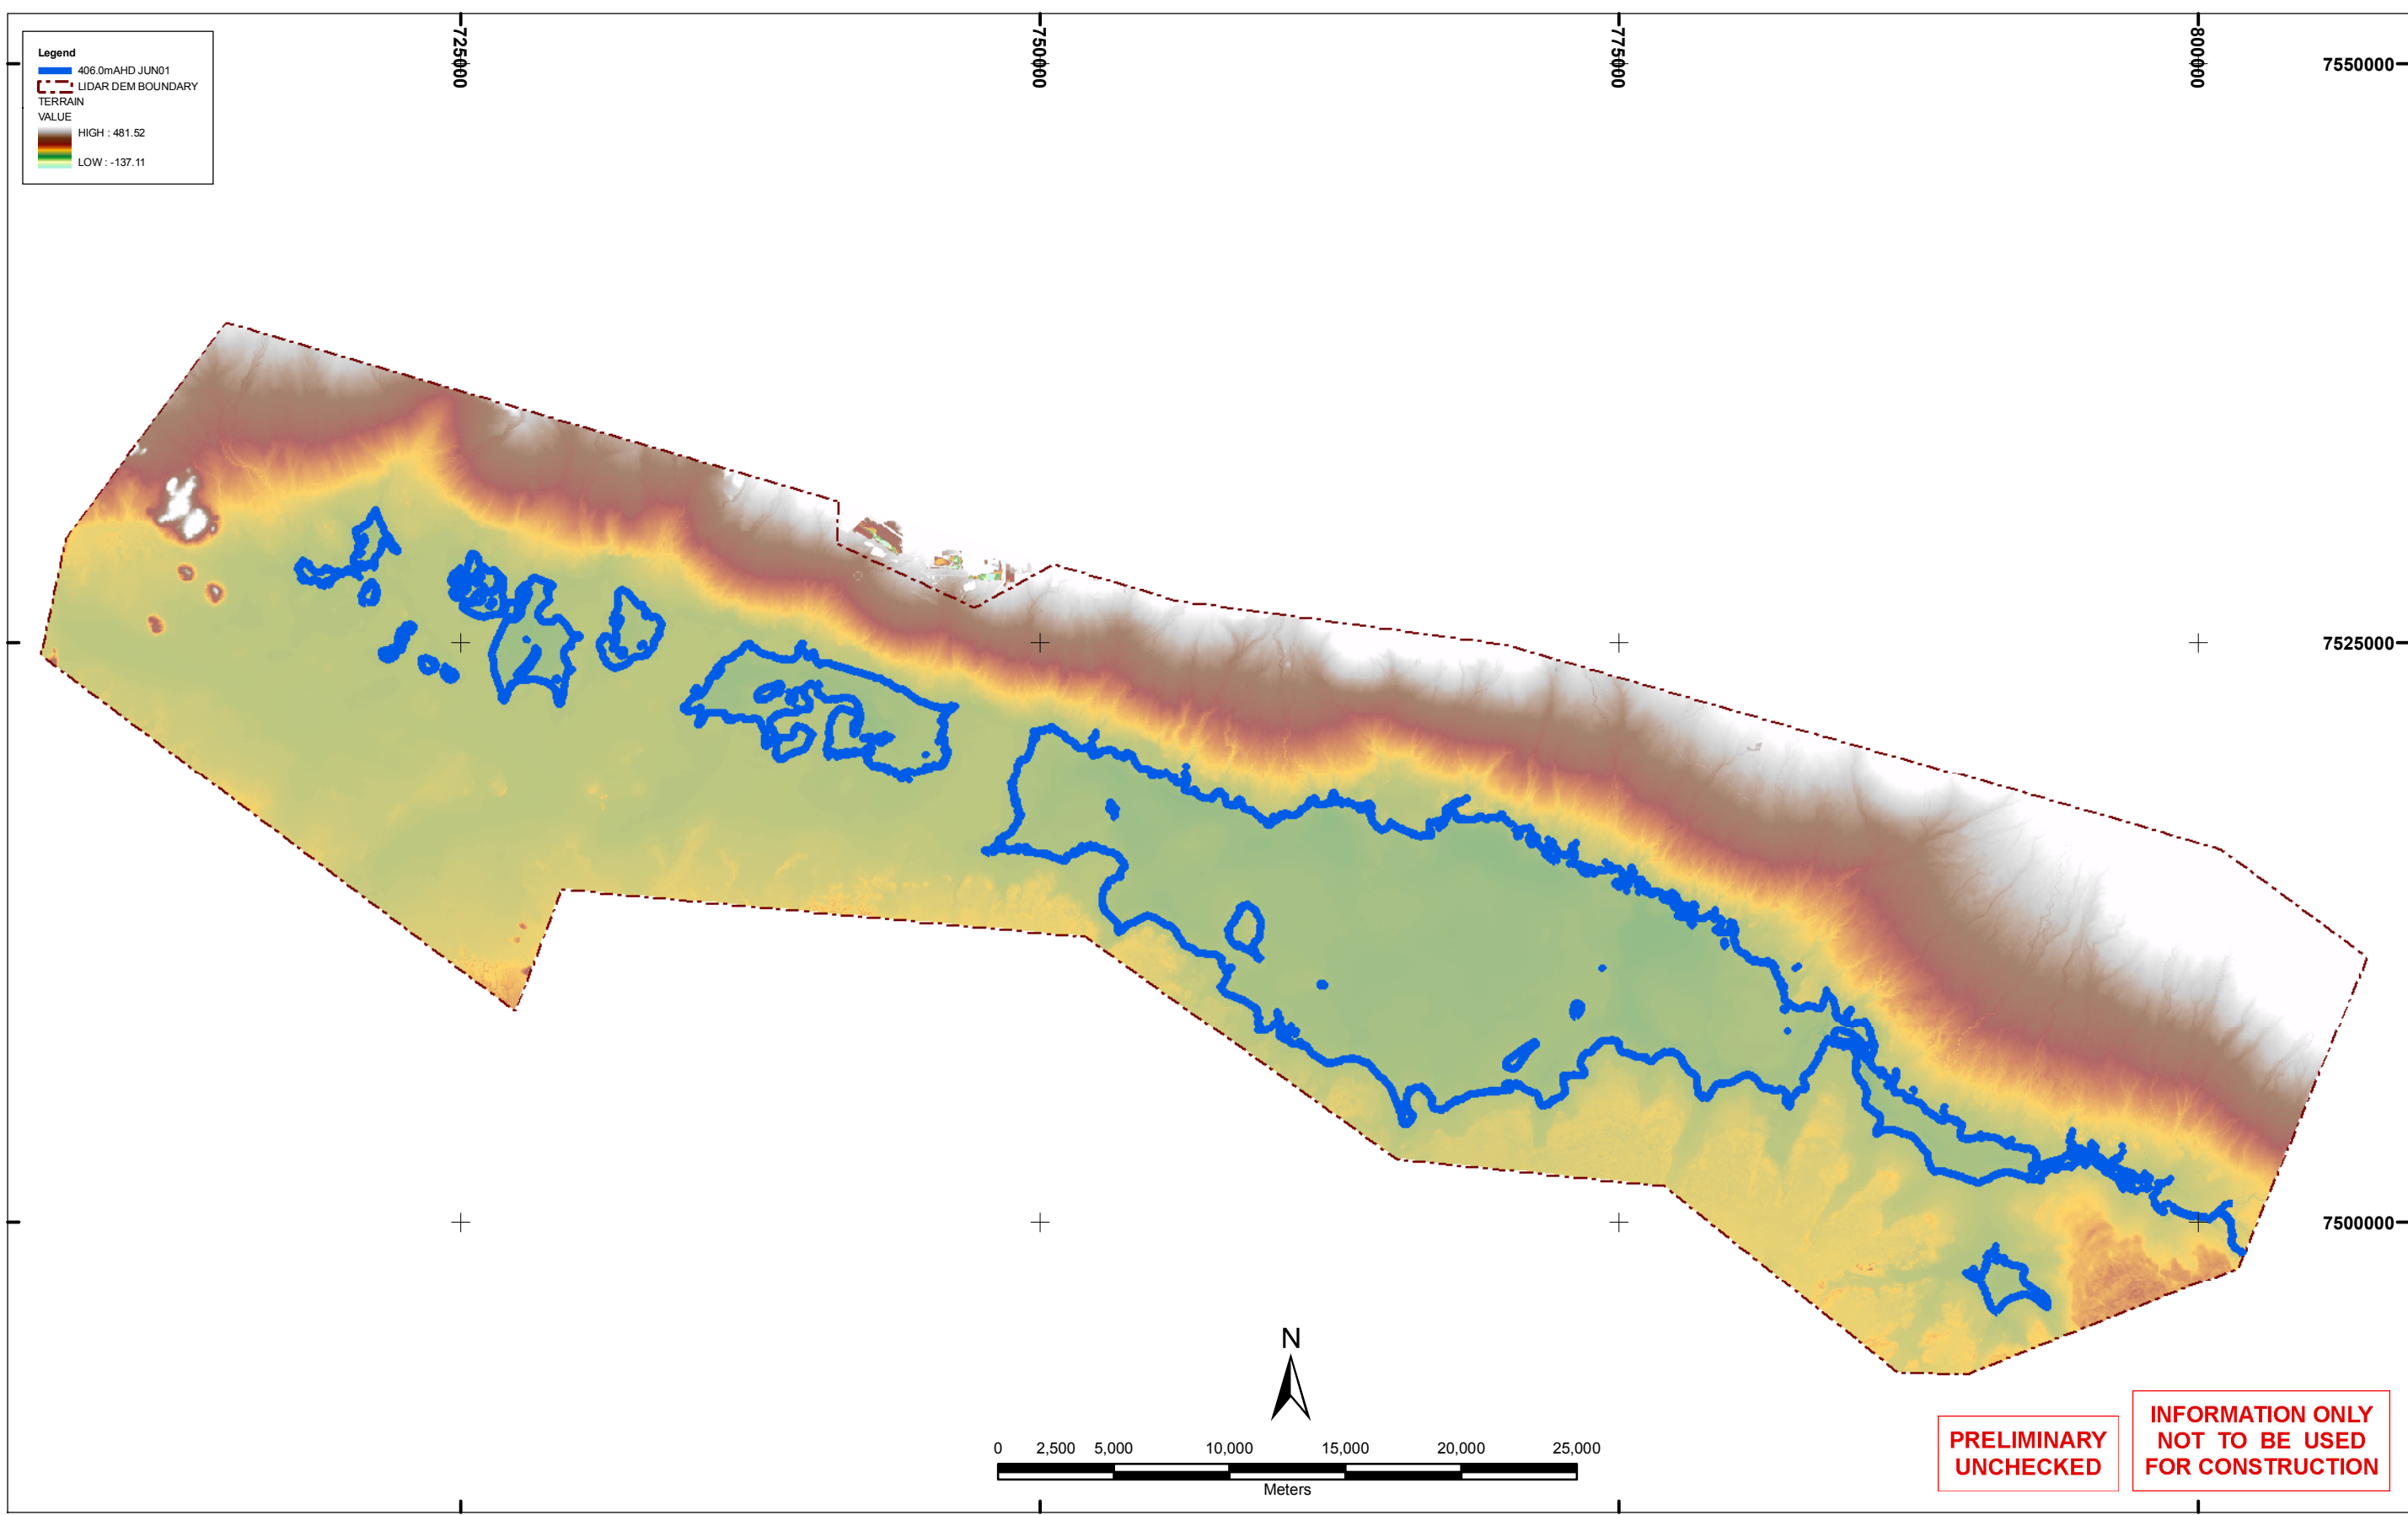 725000
750000
775000
800000
7550000
Legend
406.0mAHD JUN01
LIDAR DEM BOUNDARY
TERRAIN
VALUE
HIGH : 481.52
LOW : -137.11
7525000
7500000
N
0 2,500 5,000 10,000 15,000 20,000 25,000
Meters
PRELIMINARY
UNCHECKED
INFORMATION ONLY
NOT TO BE USED
FOR CONSTRUCTION